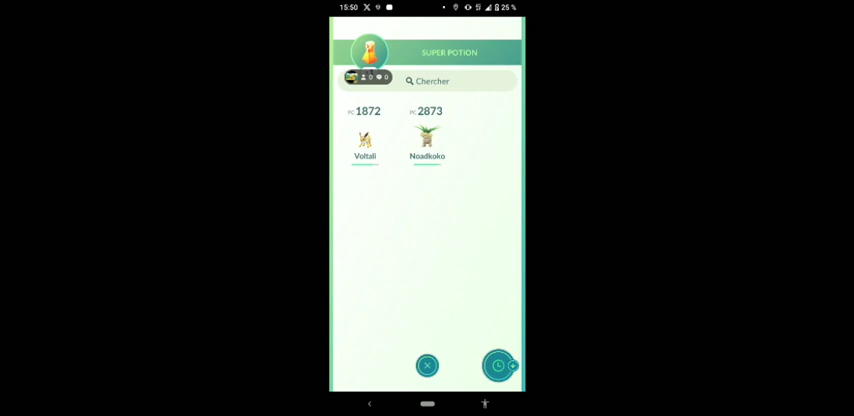 15:50 25 %
SUPER POTION
0 0
Chercher
PC 1872 PC 2873
Voltali Noadkoko